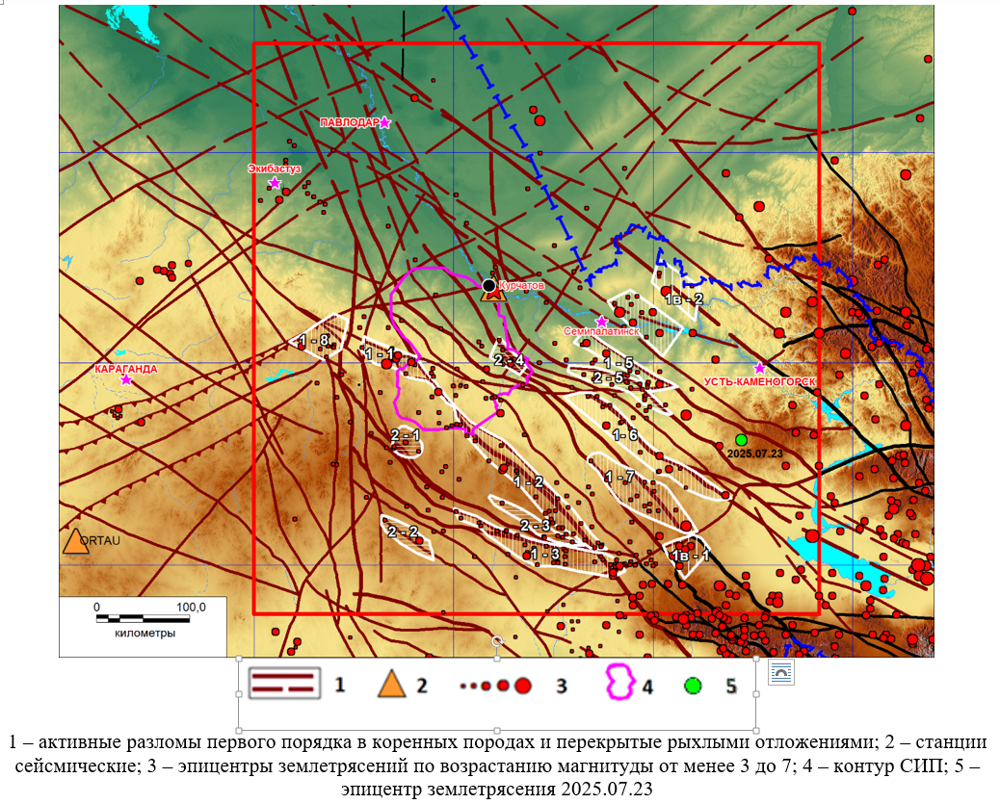 ПАВЛОДАР
Экибастуз
Курчатов
1в - 2
Семипалатинск
1 - 8
1 - 1
2 - 4
1 - 5
2 - 5
КАРАГАНДА
УСТЬ-КАМЕНОГОРСК
2 - 1
1 - 6
2025.07.23
1 - 7
1 - 2
2 - 3
2 - 2
ORTAU
1 - 3
1в - 1
0 100,0
километры
1 2 3 4 5
1 – активные разломы первого порядка в коренных породах и перекрытые рыхлыми отложениями; 2 – станции
сейсмические; 3 – эпицентры землетрясений по возрастанию магнитуды от менее 3 до 7; 4 – контур СИП; 5 –
эпицентр землетрясения 2025.07.23